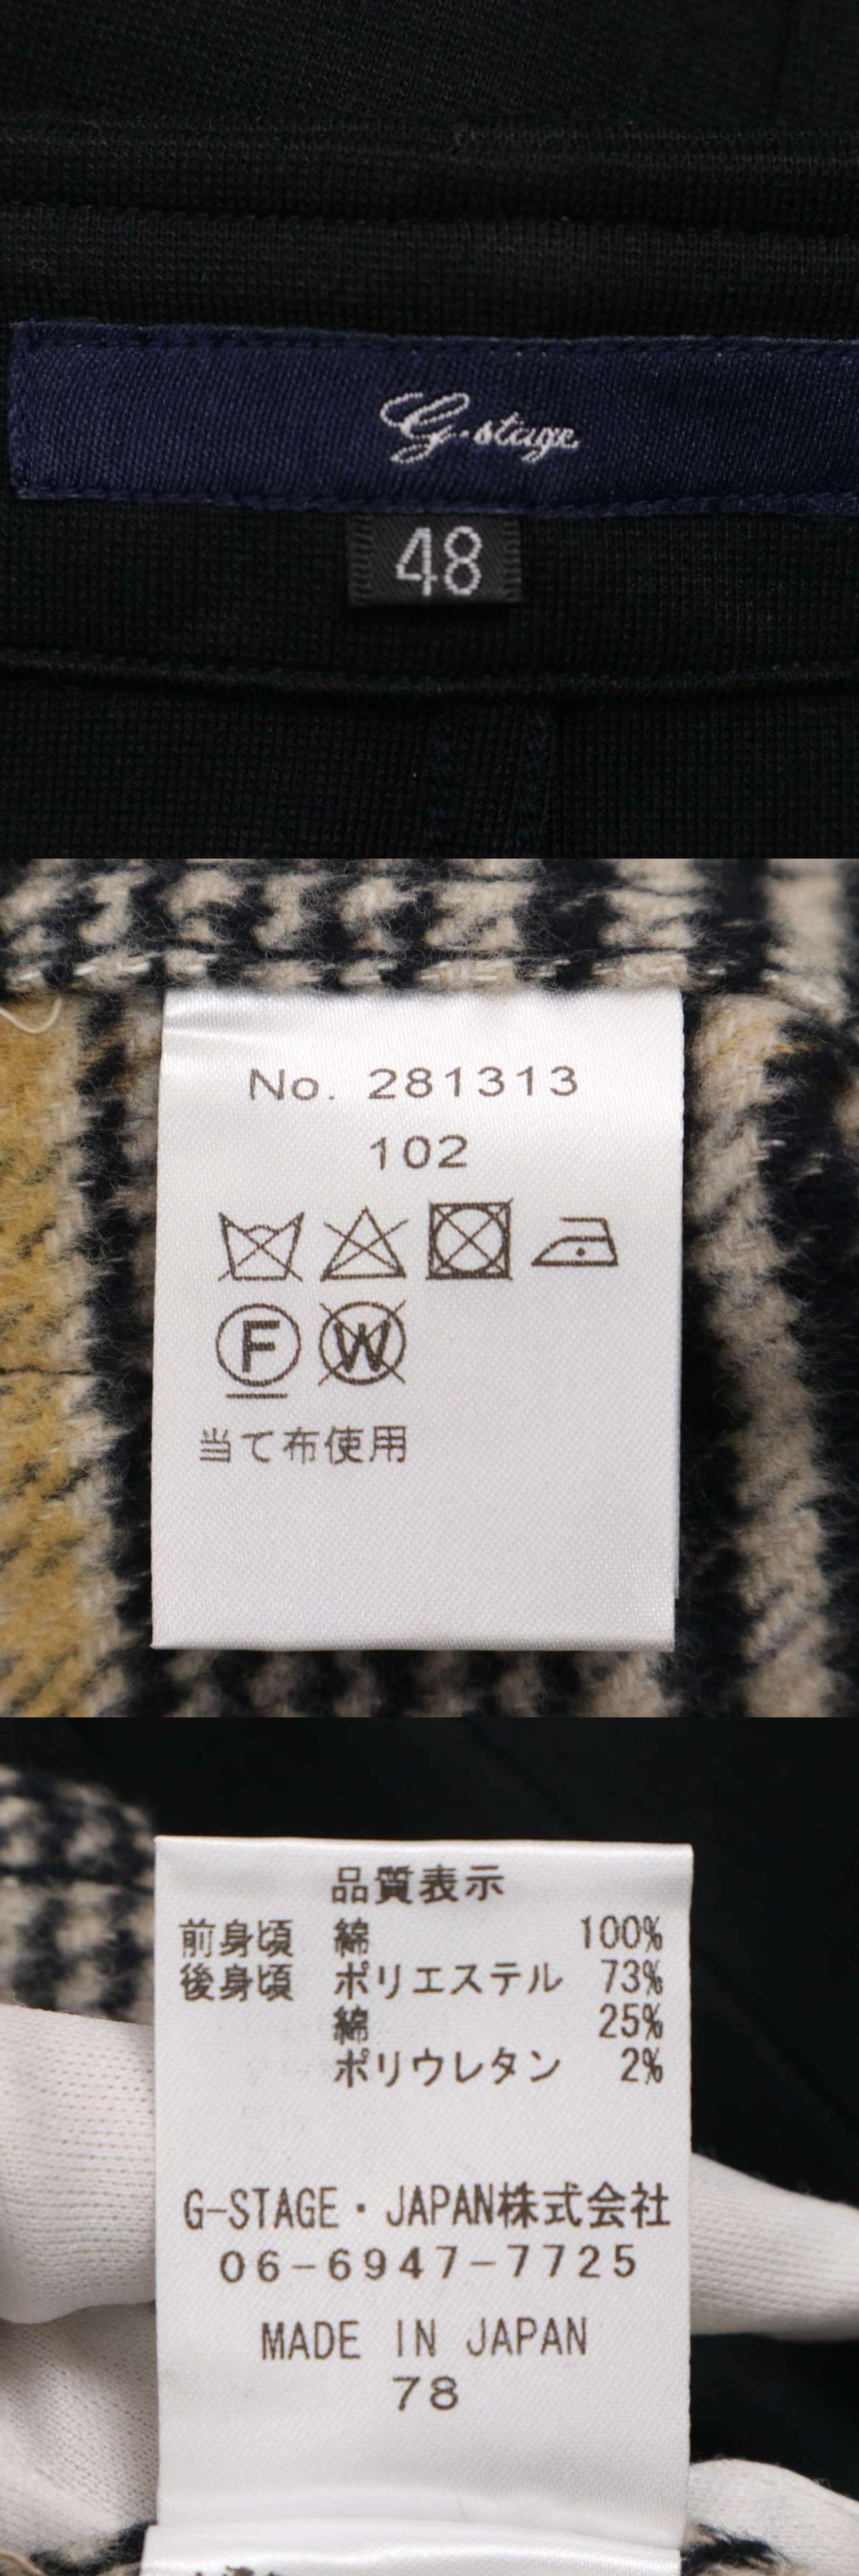 G-stage
48
No. 281313
102
F W
当て布使用
品質表示
前身頃 綿 100%
後身頃 ポリエステル 73%
綿 25%
ポリウレタン 2%
G-STAGE・JAPAN株式会社
06-6947-7725
MADE IN JAPAN
78